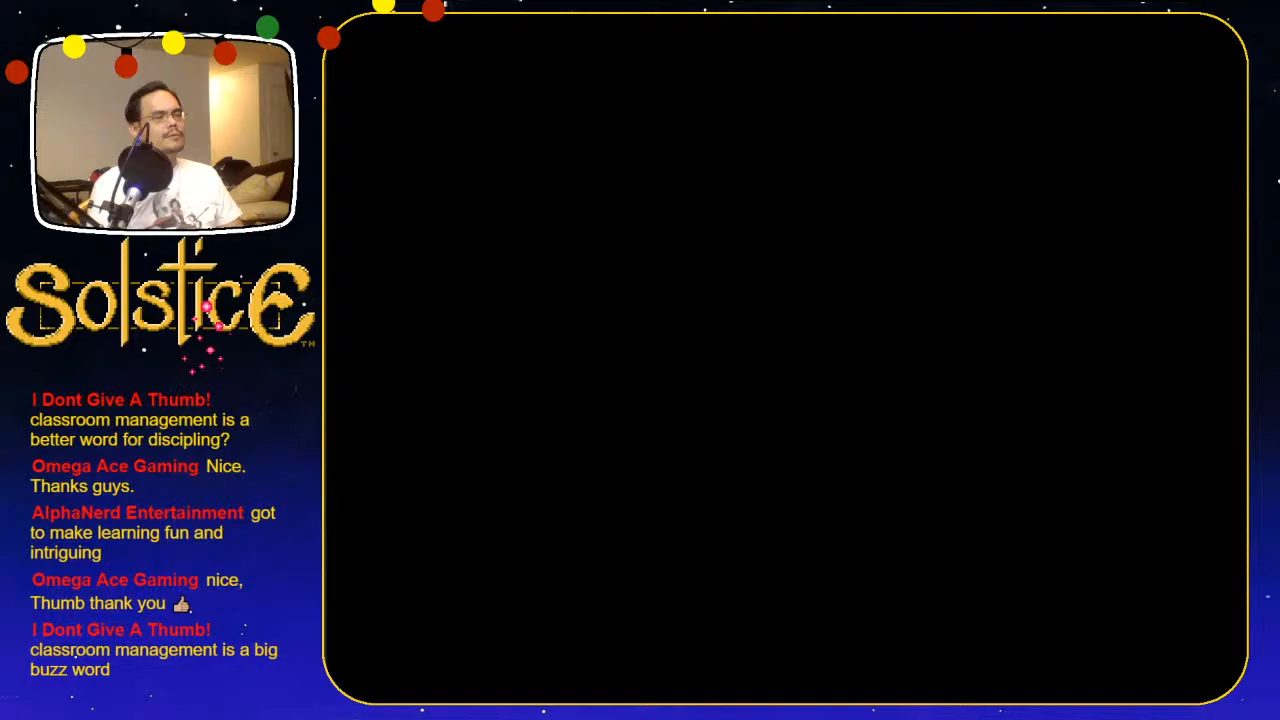 Solstice
TM
I Dont Give A Thumb!
classroom management is a
better word for discipling?
Omega Ace Gaming Nice.
Thanks guys.
AlphaNerd Entertainment got
to make learning fun and
intriguing
Omega Ace Gaming nice,
Thumb thank you 👍
I Dont Give A Thumb!
classroom management is a big
buzz word